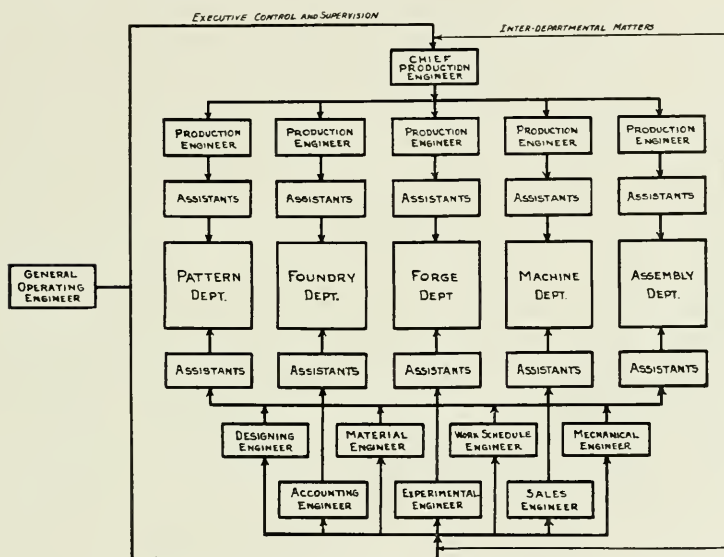 EXECUTIVE CONTROL AND SUPERVISION
INTER-DEPARTMENTAL MATTERS
CHIEF
PRODUCTION
ENGINEER
PRODUCTION
ENGINEER
PRODUCTION
ENGINEER
PRODUCTION
ENGINEER
PRODUCTION
ENGINEER
PRODUCTION
ENGINEER
ASSISTANTS
ASSISTANTS
ASSISTANTS
ASSISTANTS
ASSISTANTS
GENERAL
OPERATING
ENGINEER
PATTERN
DEPT.
FOUNDRY
DEPT.
FORGE
DEPT
MACHINE
DEPT.
ASSEMBLY
DEPT.
ASSISTANTS
ASSISTANTS
ASSISTANTS
ASSISTANTS
ASSISTANTS
DESIGNING
ENGINEER
MATERIAL
ENGINEER
WORK SCHEDULE
ENGINEER
MECHANICAL
ENGINEER
ACCOUNTING
ENGINEER
EXPERIMENTAL
ENGINEER
SALES
ENGINEER